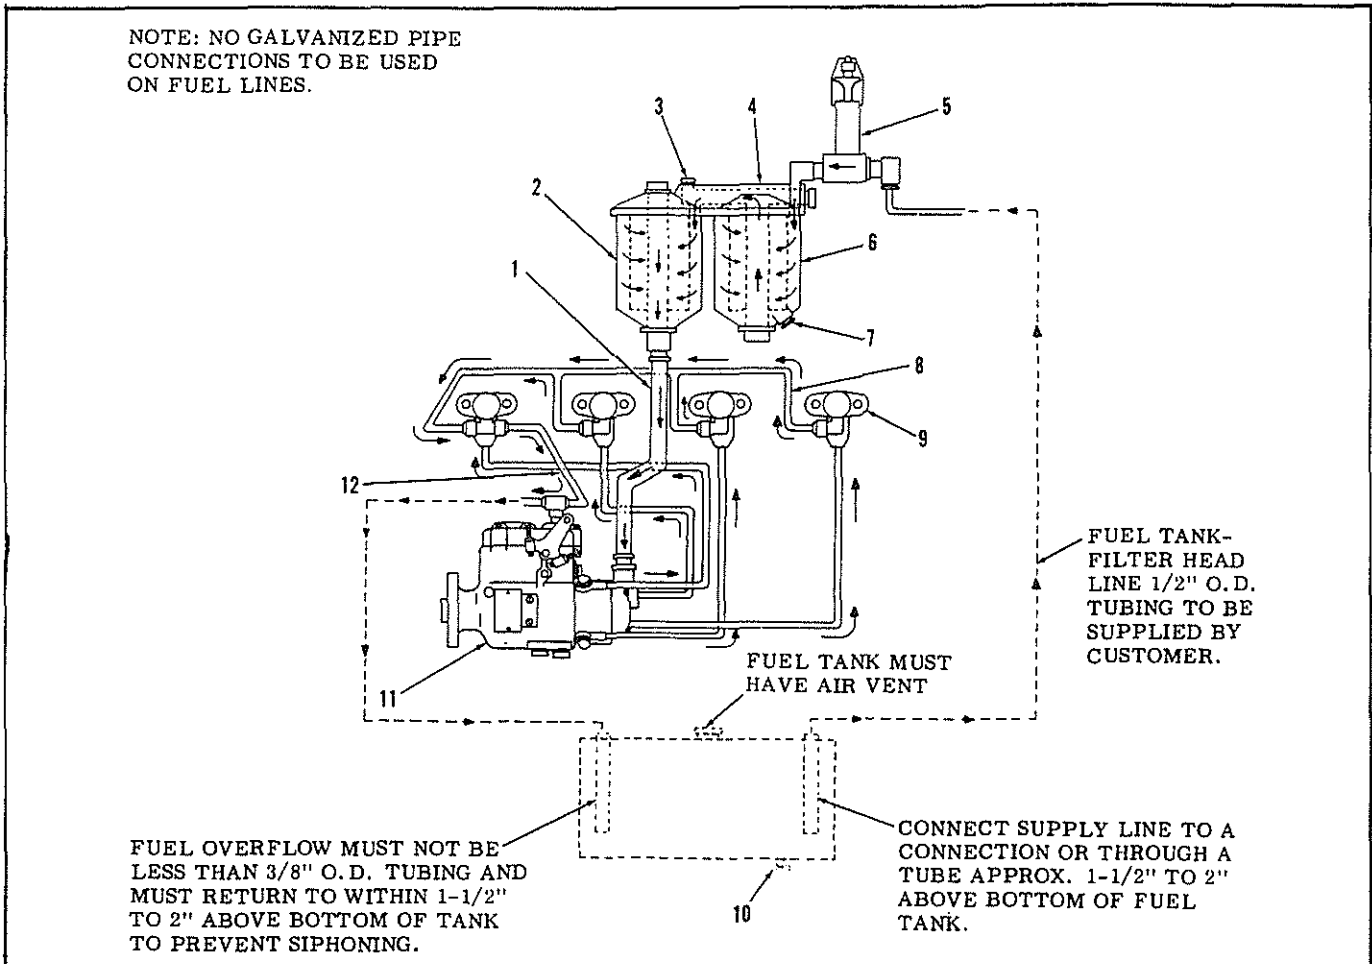 NOTE: NO GALVANIZED PIPE
CONNECTIONS TO BE USED
ON FUEL LINES.
3
4
5
2
6
1
7
8
9
12
FUEL TANK-
FILTER HEAD
LINE 1/2" O.D.
TUBING TO BE
SUPPLIED BY
CUSTOMER.
11
FUEL TANK MUST
HAVE AIR VENT
FUEL OVERFLOW MUST NOT BE
LESS THAN 3/8" O.D. TUBING AND
MUST RETURN TO WITHIN 1-1/2"
TO 2" ABOVE BOTTOM OF TANK
TO PREVENT SIPHONING.
10
CONNECT SUPPLY LINE TO A
CONNECTION OR THROUGH A
TUBE APPROX. 1-1/2" TO 2"
ABOVE BOTTOM OF FUEL
TANK.